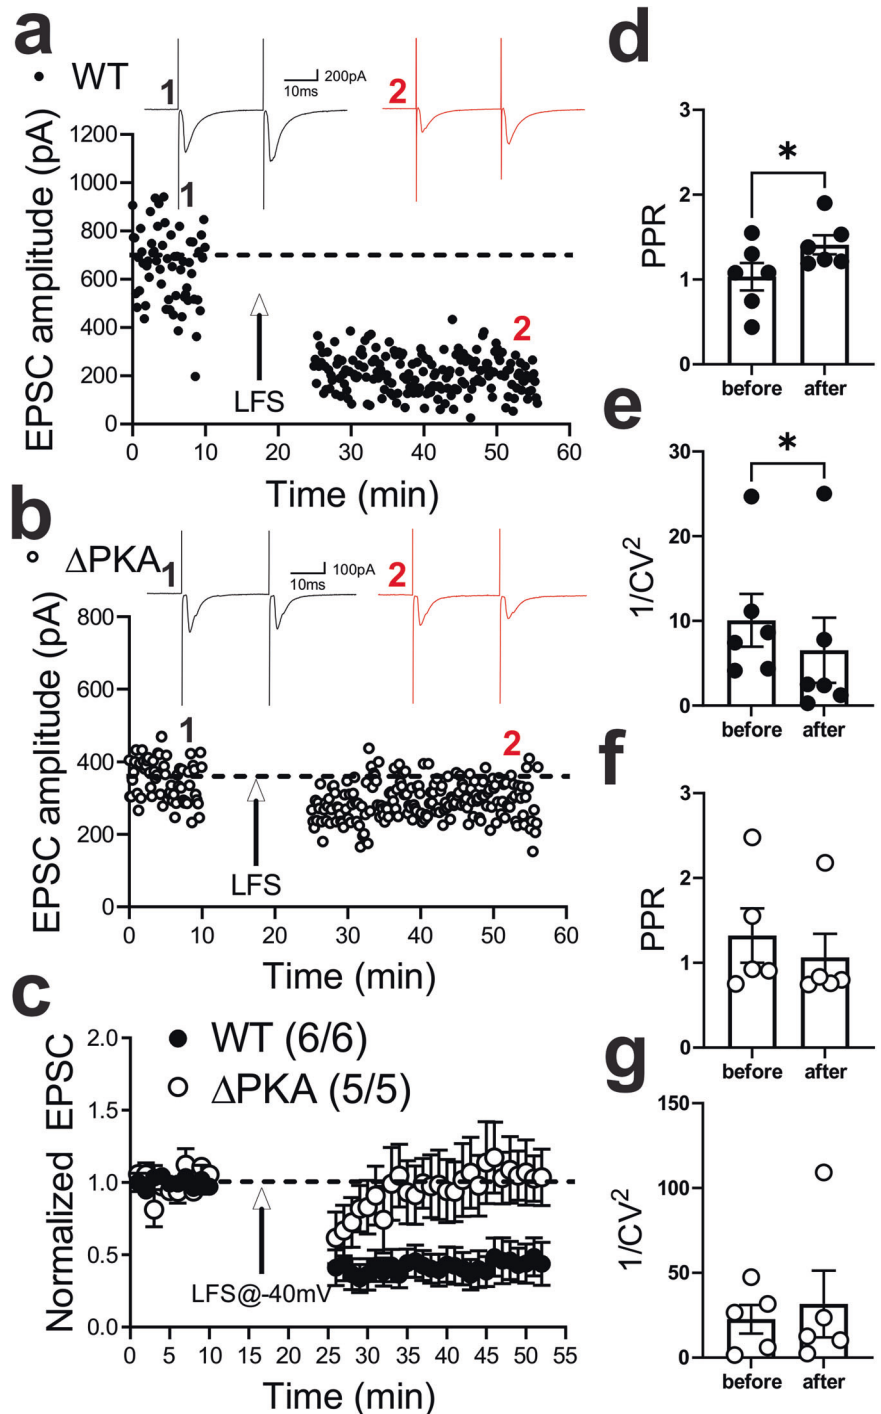 a
WT
1
200pA
10ms
2
EPSC amplitude (pA)
1200
1000
800
600
400
200
0
1
LFS
2
0 10 20 30 40 50 60
Time (min)
b
ΔPKA
1
100pA
10ms
2
EPSC amplitude (pA)
800
600
400
200
0
1
LFS
2
0 10 20 30 40 50 60
Time (min)
c
WT (6/6)
ΔPKA (5/5)
Normalized EPSC
2.0
1.5
1.0
0.5
0.0
LFS@-40mV
0 5 10 15 20 25 30 35 40 45 50 55
Time (min)
d
PPR
3
2
1
0
*
before after
e
1/CV²
30
20
10
0
*
before after
f
PPR
3
2
1
0
before after
g
1/CV²
150
100
50
0
before after